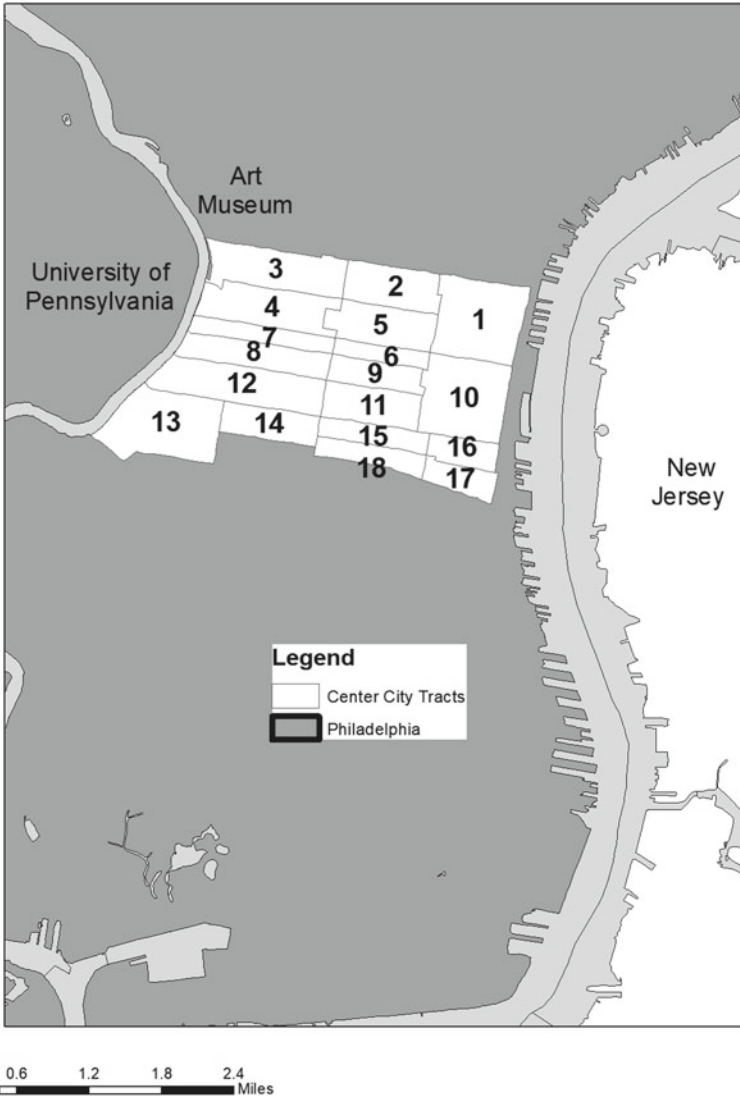 Art
Museum
University of
Pennsylvania
3
2
1
4
5
7
6
8
9
12
10
11
13
14
15
16
18
17
New
Jersey
Legend
Center City Tracts
Philadelphia
0.6 1.2 1.8 2.4
Miles